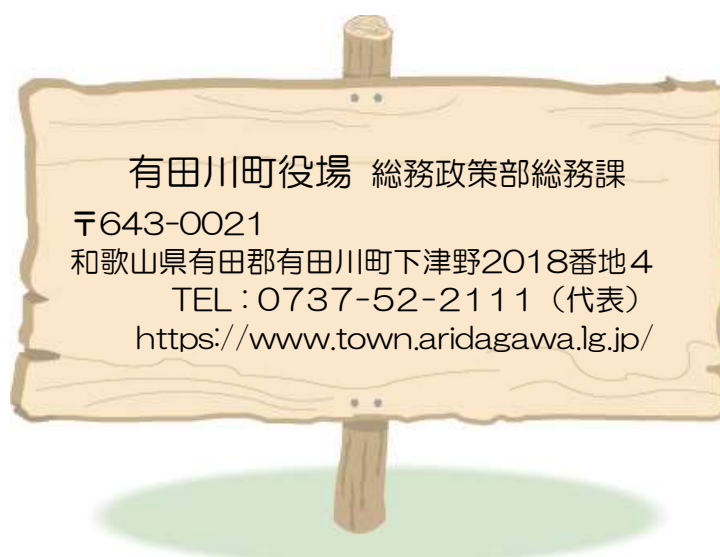 有田川町役場 総務政策部総務課
〒643-0021
和歌山県有田郡有田川町下津野2018番地4
TEL：0737-52-2111（代表）
https://www.town.aridagawa.lg.jp/